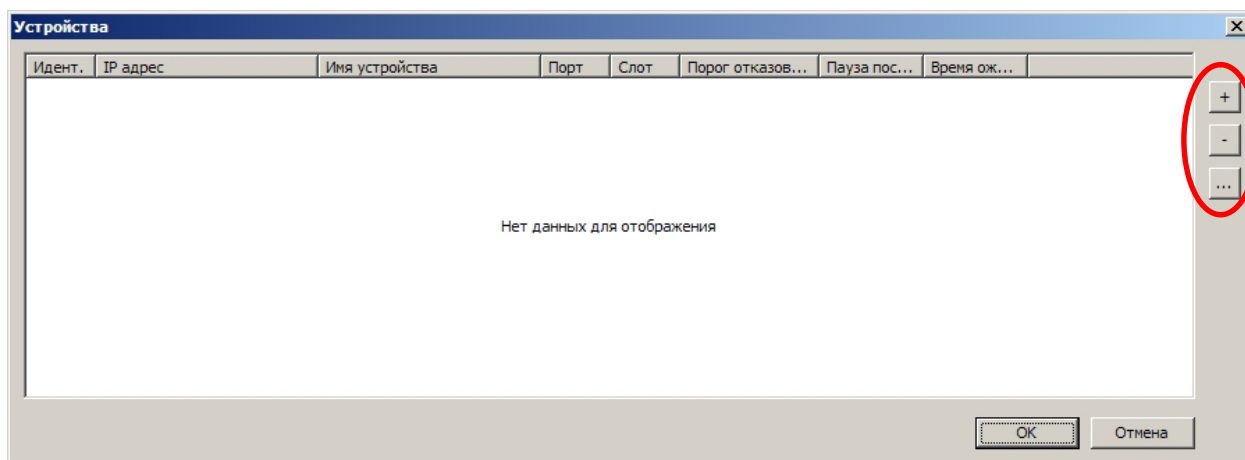 Устройства
Идент. IP адрес Имя устройства Порт Слот Порог отказов... Пауза пос... Время ож...
+
-
...
Нет данных для отображения
OK Отмена